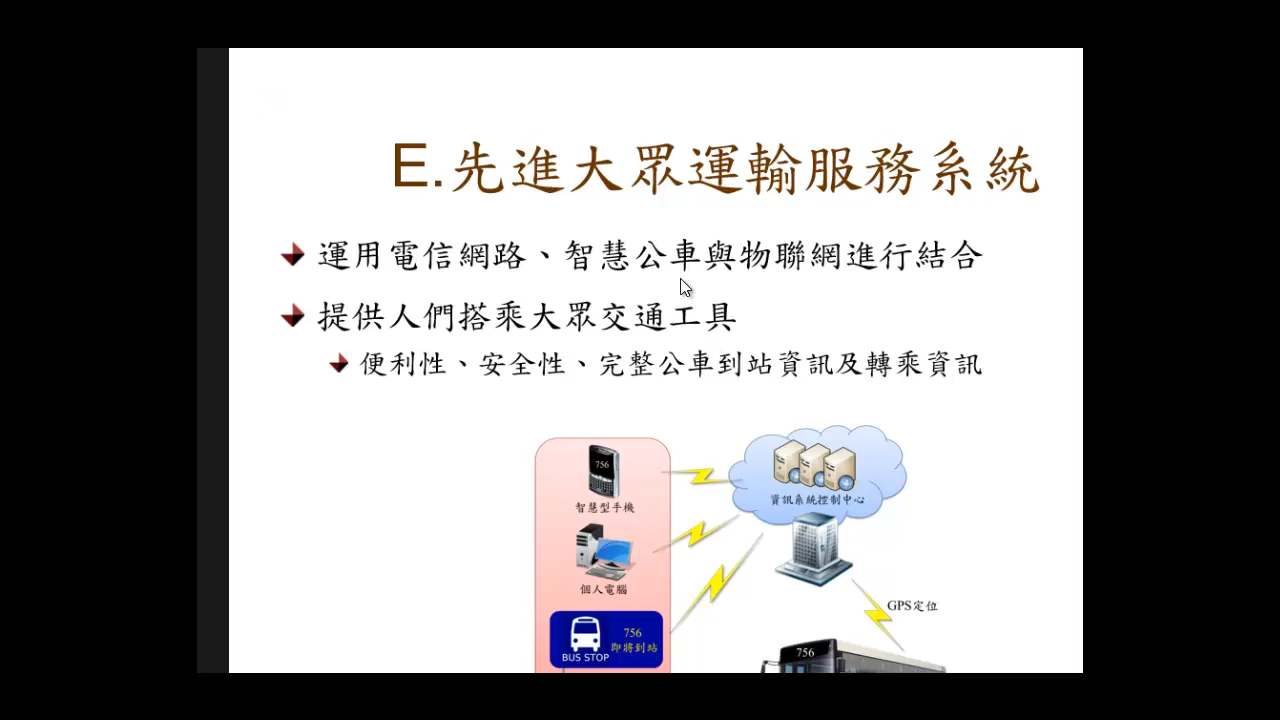 E.先進大眾運輸服務系統
運用電信網路、智慧公車與物聯網進行結合
提供人們搭乘大眾交通工具
便利性、安全性、完整公車到站資訊及轉乘資訊
756
智慧型手機
資訊系統控制中心
個人電腦
GPS定位
756
即將到站
BUS STOP
756